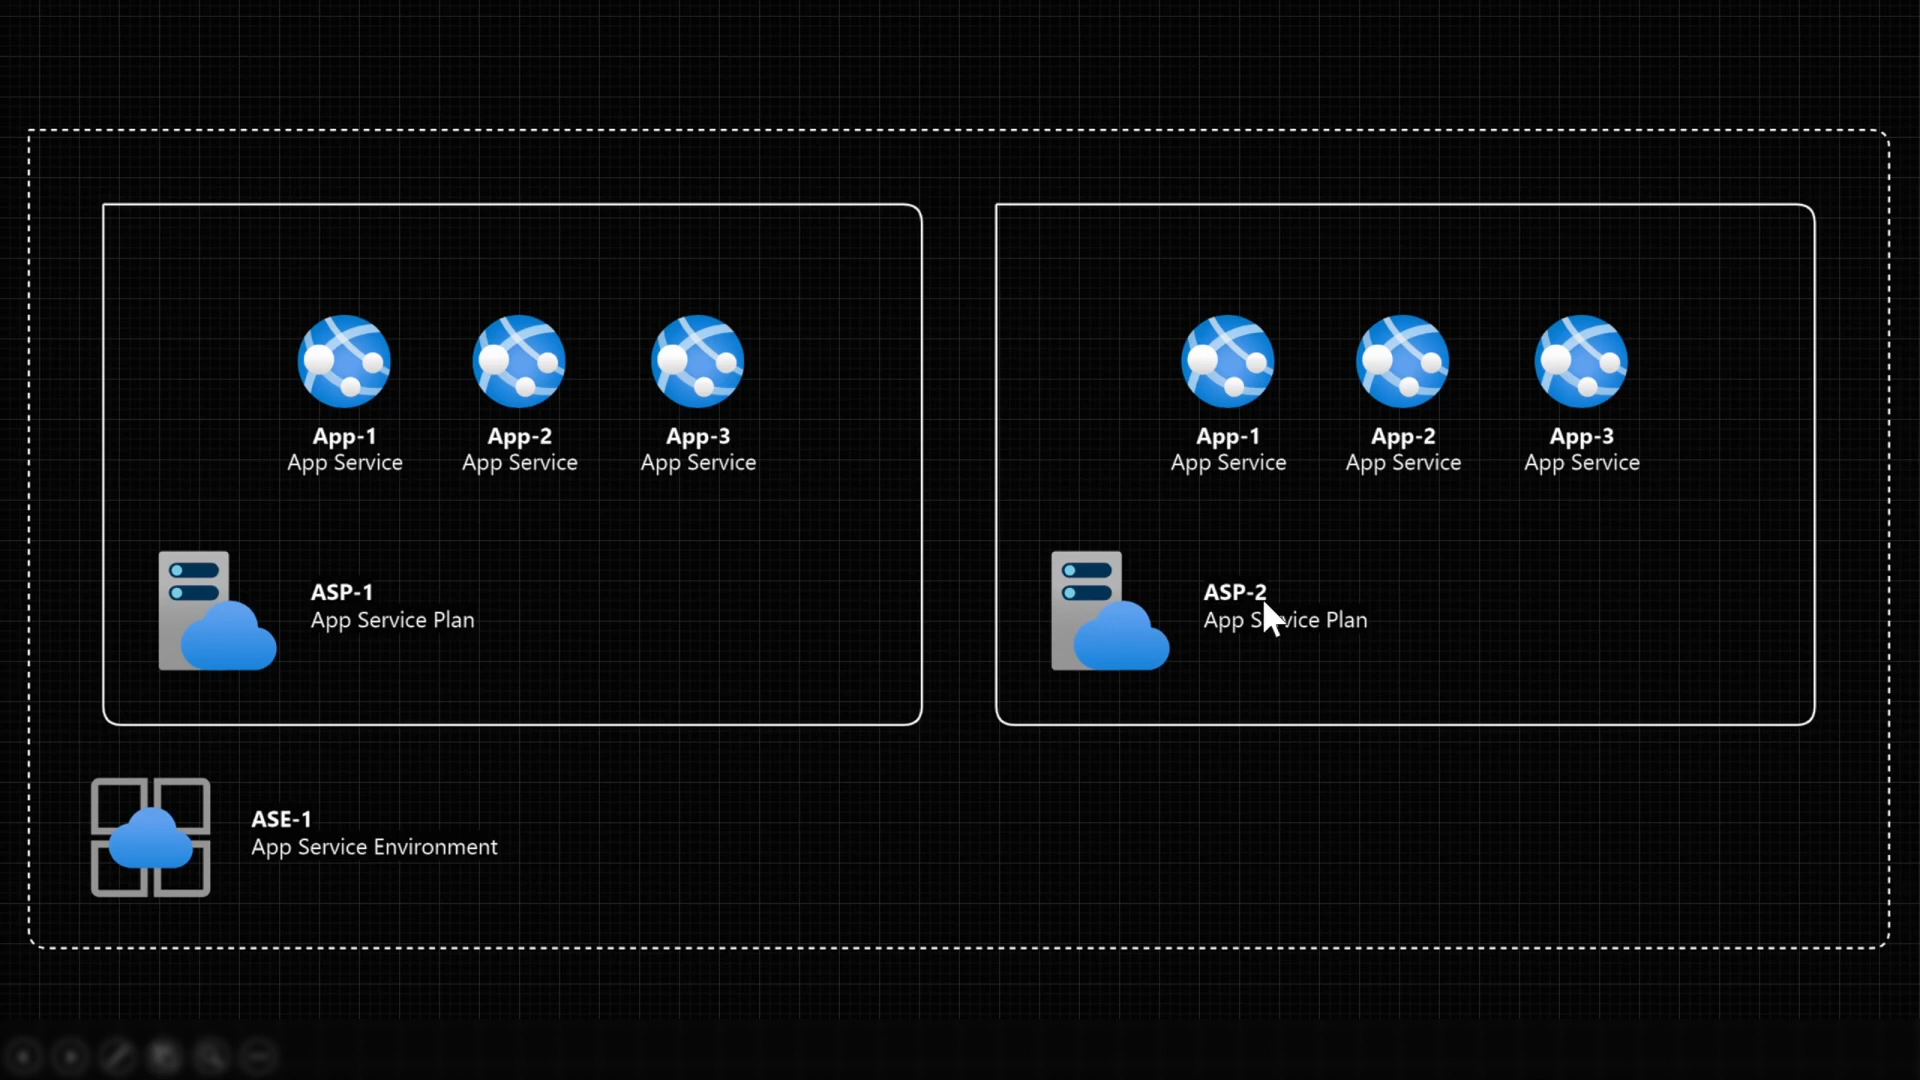 App-1
App Service
App-2
App Service
App-3
App Service
ASP-1
App Service Plan
App-1
App Service
App-2
App Service
App-3
App Service
ASP-2
App Service Plan
ASE-1
App Service Environment